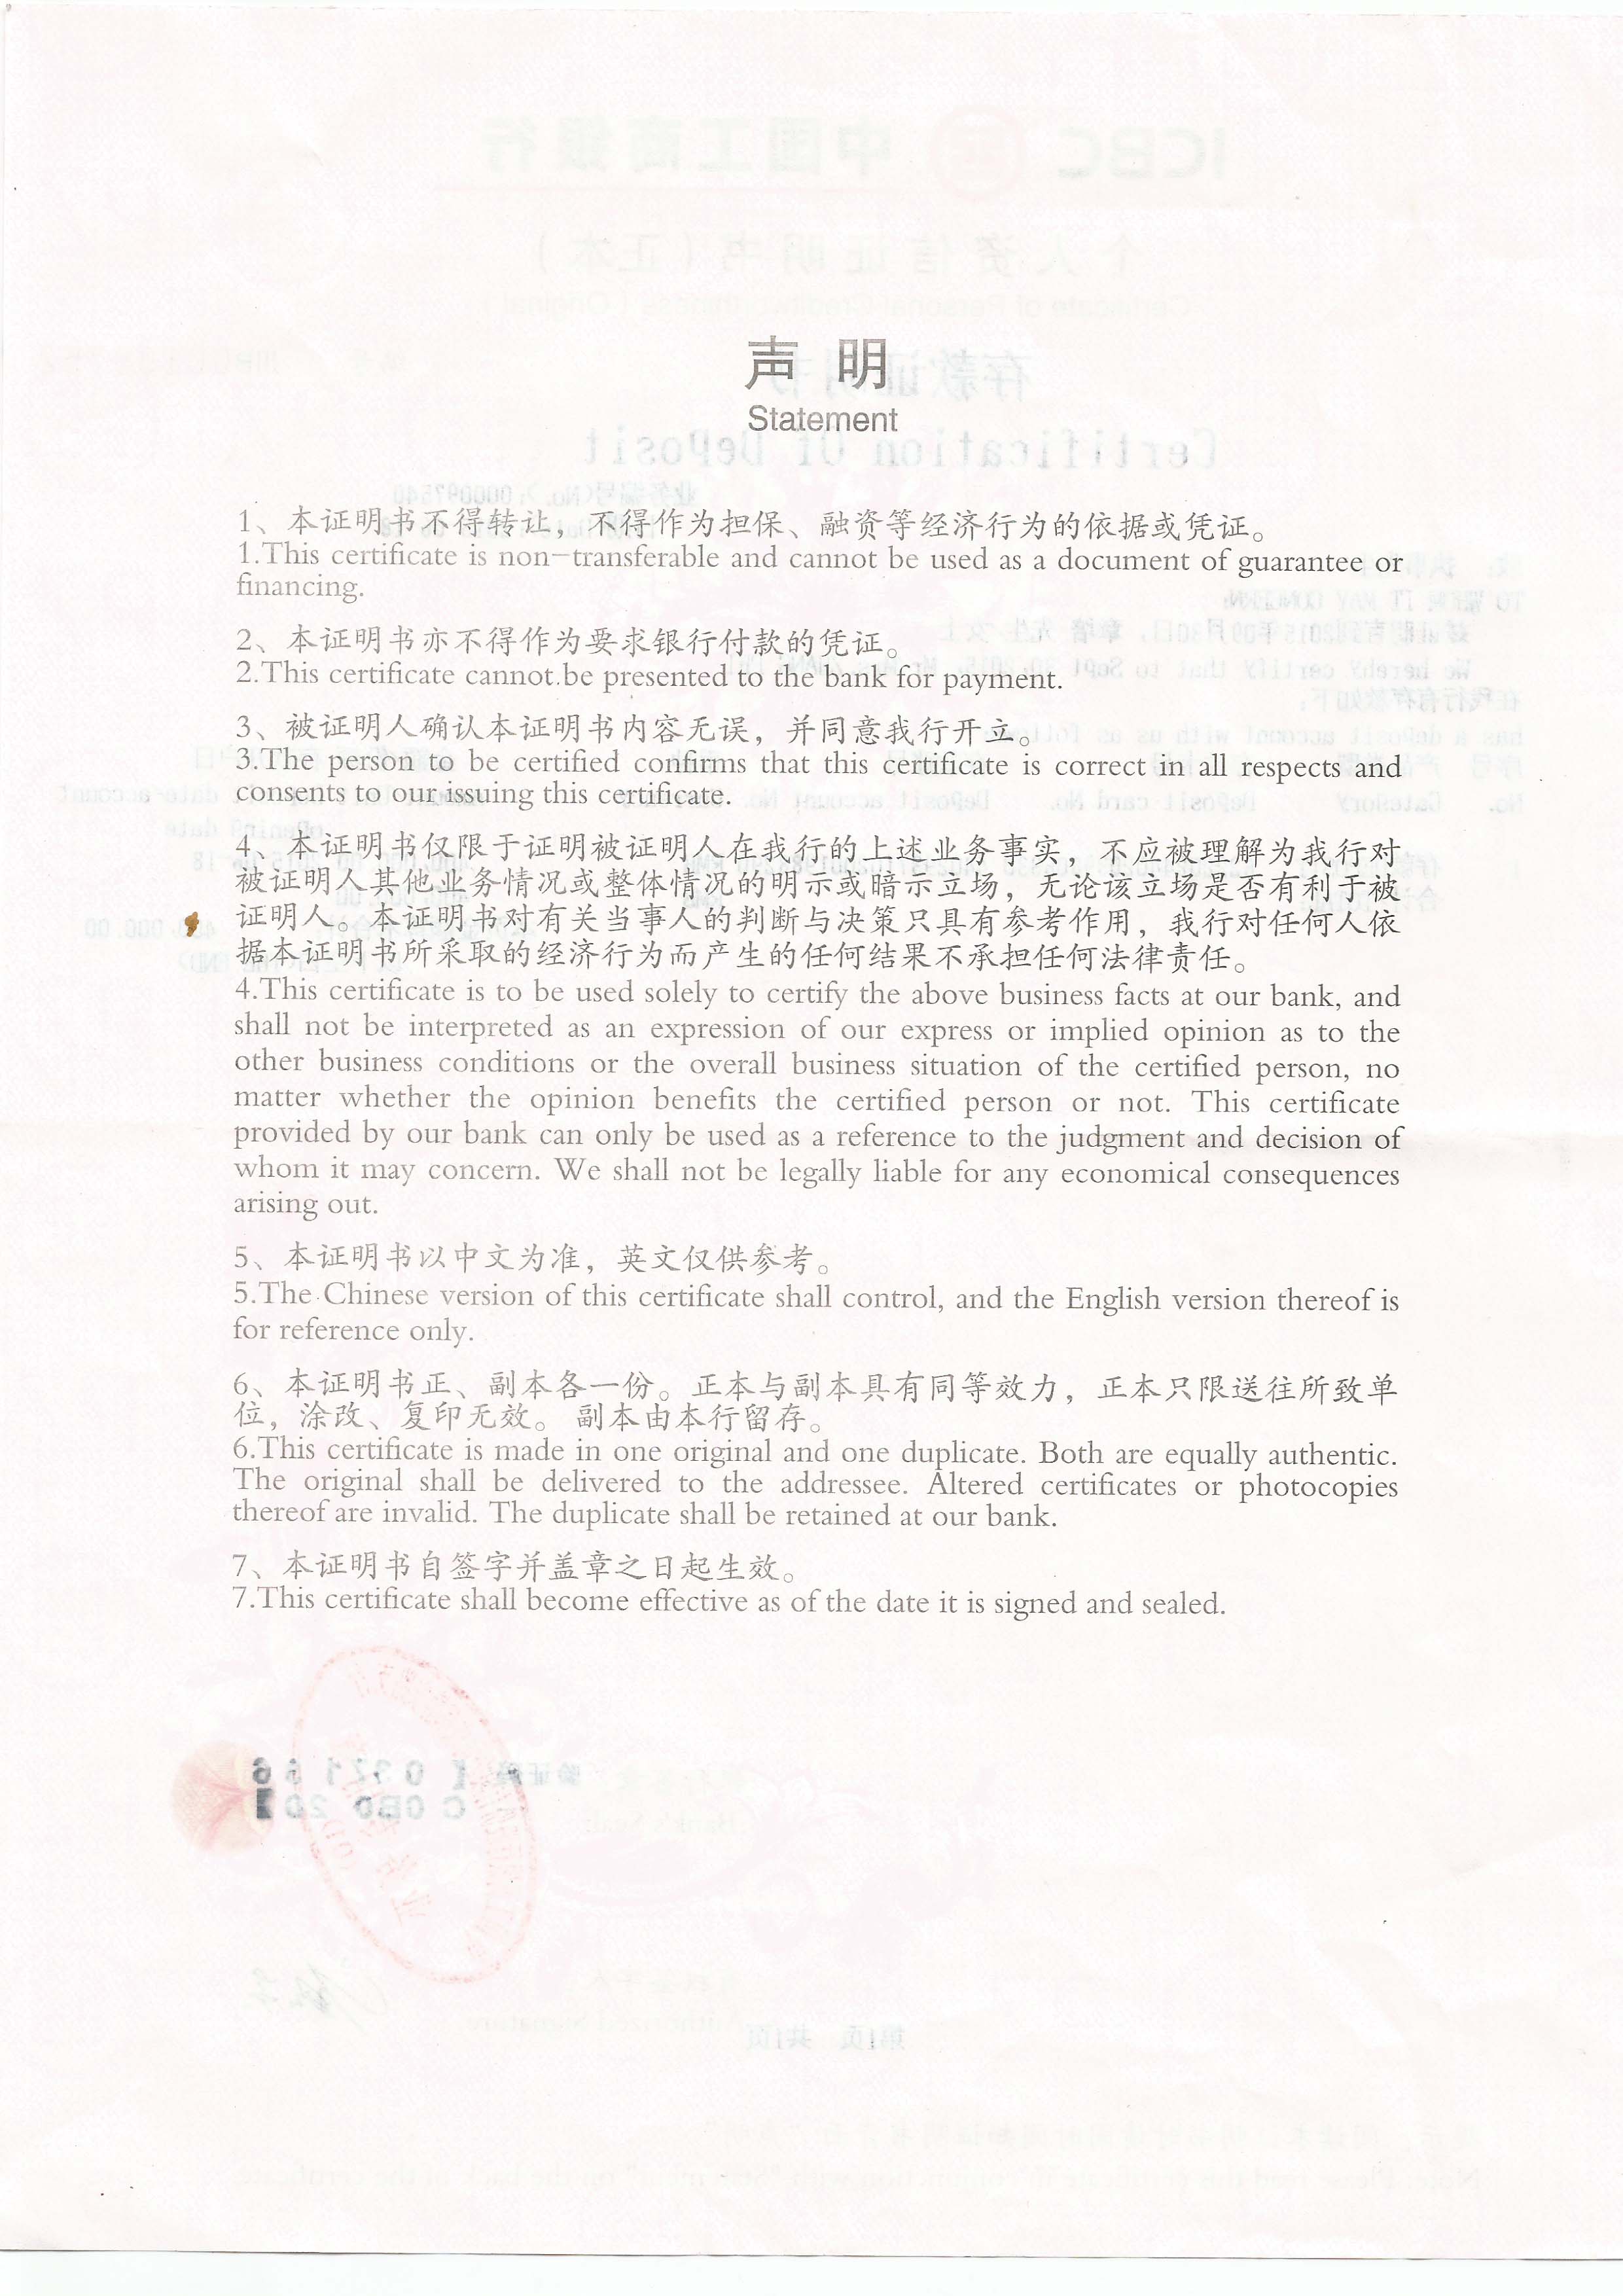 声 明
Statement
1、本证明书不得转让，不得作为担保、融资等经济行为的依据或凭证。
1.This certificate is non-transferable and cannot be used as a document of guarantee or
financing.
2、本证明书亦不得作为要求银行付款的凭证。
2.This certificate cannot be presented to the bank for payment.
3、被证明人确认本证明书内容无误，并同意我行开立。
3.The person to be certified confirms that this certificate is correct in all respects and
consents to our issuing this certificate.
4、本证明书仅限于证明被证明人在我行的上述业务事实，不应被理解为我行对
被证明人其他业务情况或整体情况的明示或暗示立场，无论该立场是否有利于被
证明人。本证明书对有关当事人的判断与决策只具有参考作用，我行对任何人依
据本证明书所采取的经济行为而产生的任何结果不承担任何法律责任。
4.This certificate is to be used solely to certify the above business facts at our bank, and
shall not be interpreted as an expression of our express or implied opinion as to the
other business conditions or the overall business situation of the certified person, no
matter whether the opinion benefits the certified person or not. This certificate
provided by our bank can only be used as a reference to the judgment and decision of
whom it may concern. We shall not be legally liable for any economical consequences
arising out.
5、本证明书以中文为准，英文仅供参考。
5.The Chinese version of this certificate shall control, and the English version thereof is
for reference only.
6、本证明书正、副本各一份。正本与副本具有同等效力，正本只限送往所致单
位，涂改、复印无效。副本由本行留存。
6.This certificate is made in one original and one duplicate. Both are equally authentic.
The original shall be delivered to the addressee. Altered certificates or photocopies
thereof are invalid. The duplicate shall be retained at our bank.
7、本证明书自签字并盖章之日起生效。
7.This certificate shall become effective as of the date it is signed and sealed.